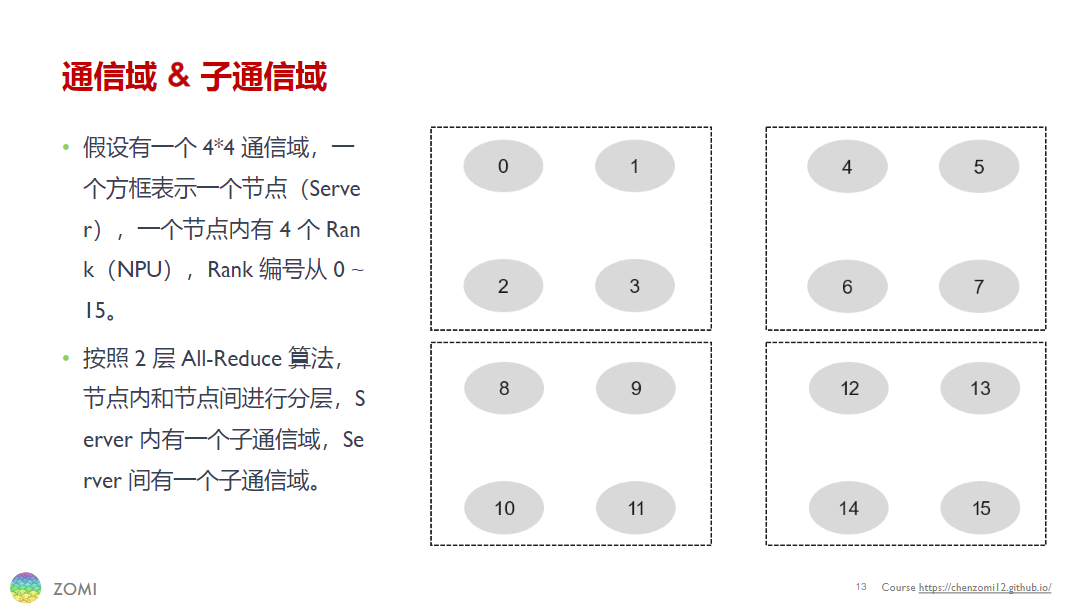 通信域 & 子通信域
• 假设有一个 4*4 通信域，一
个方框表示一个节点（Serve
r），一个节点内有 4 个 Ran
k（NPU），Rank 编号从 0 ~
15。
• 按照 2 层 All-Reduce 算法，
节点内和节点间进行分层，S
erver 内有一个子通信域，Se
rver 间有一个子通信域。
0 1
2 3
4 5
6 7
8 9
10 11
12 13
14 15
ZOMI
13 Course https://chenzomi12.github.io/